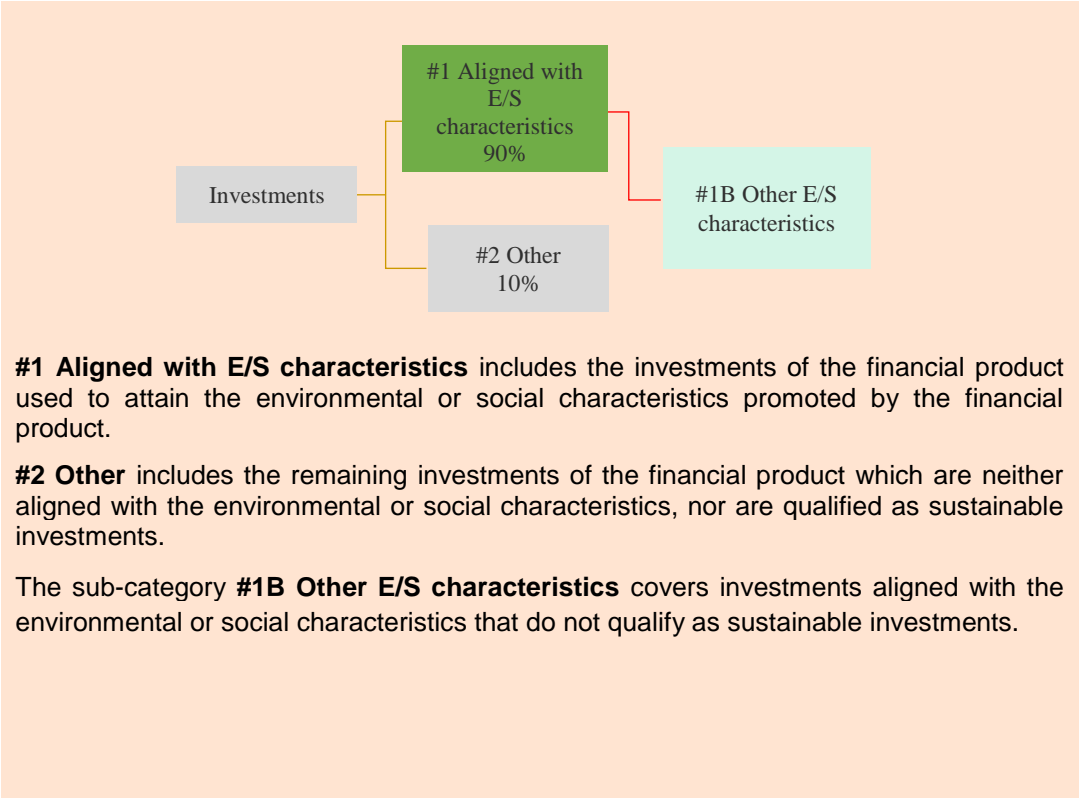 #1 Aligned with
E/S
characteristics
90%
Investments
#1B Other E/S
characteristics
#2 Other
10%
#1 Aligned with E/S characteristics includes the investments of the financial product
used to attain the environmental or social characteristics promoted by the financial
product.
#2 Other includes the remaining investments of the financial product which are neither
aligned with the environmental or social characteristics, nor are qualified as sustainable
investments.
The sub-category #1B Other E/S characteristics covers investments aligned with the
environmental or social characteristics that do not qualify as sustainable investments.